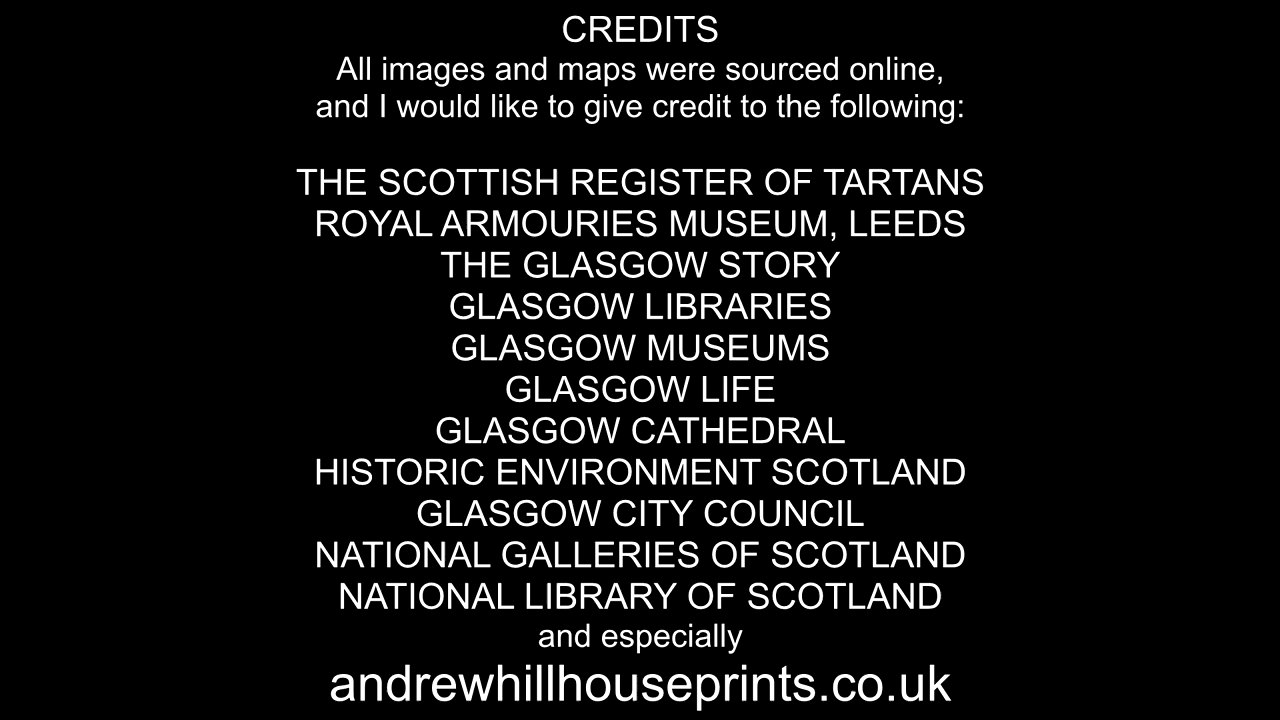 CREDITS
All images and maps were sourced online,
and I would like to give credit to the following:
THE SCOTTISH REGISTER OF TARTANS
ROYAL ARMOURIES MUSEUM, LEEDS
THE GLASGOW STORY
GLASGOW LIBRARIES
GLASGOW MUSEUMS
GLASGOW LIFE
GLASGOW CATHEDRAL
HISTORIC ENVIRONMENT SCOTLAND
GLASGOW CITY COUNCIL
NATIONAL GALLERIES OF SCOTLAND
NATIONAL LIBRARY OF SCOTLAND
and especially
andrewhillhouseprints.co.uk